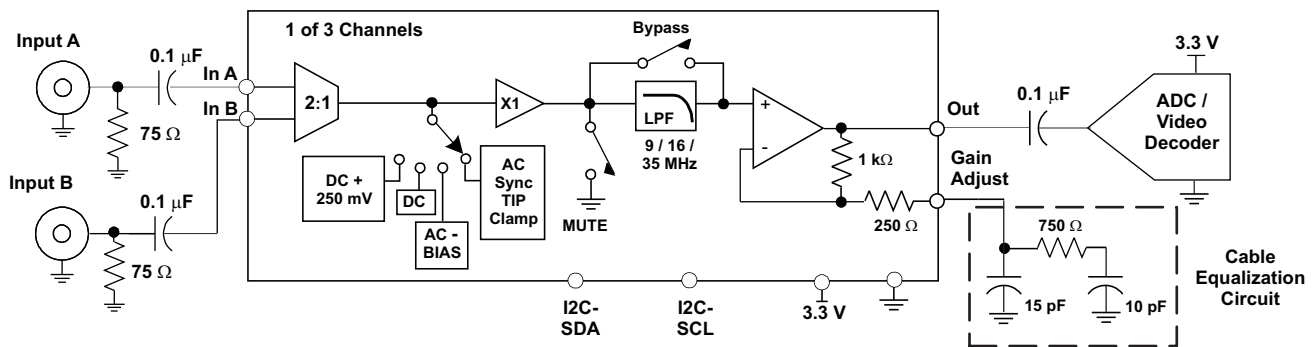 1 of 3 Channels
Input A
0.1 μF
In A
In B
75 Ω
2:1
X1
Bypass
LPF
9 / 16 /
35 MHz
+
-
Out
1 kΩ
250 Ω
Gain
Adjust
0.1 μF
3.3 V
ADC /
Video
Decoder
Input B
0.1 μF
75 Ω
DC +
250 mV
DC
AC -
BIAS
AC
Sync
TIP
Clamp
MUTE
750 Ω
15 pF
10 pF
Cable
Equalization
Circuit
I2C-
SDA
I2C-
SCL
3.3 V